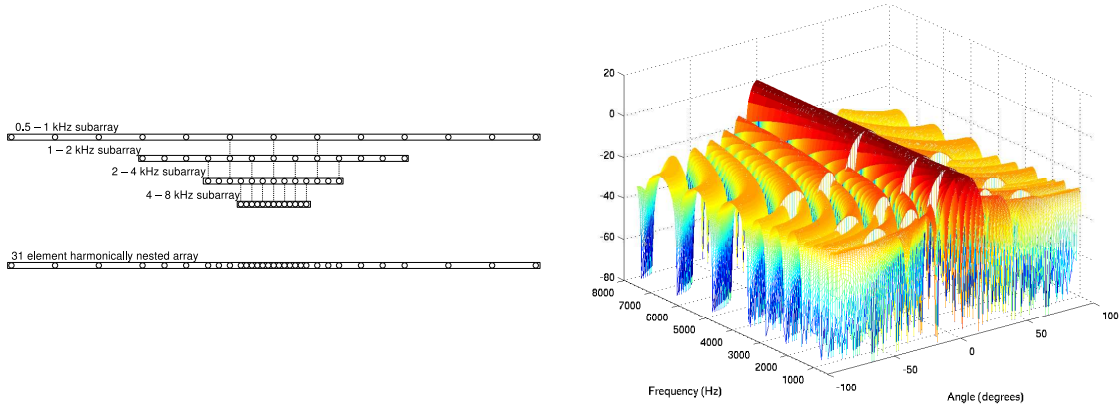 0.5 – 1 kHz subarray
1 – 2 kHz subarray
2 – 4 kHz subarray
4 – 8 kHz subarray
31 element harmonically nested array
20
0
-20
-40
-60
-80
8000
7000
6000
5000
4000
3000
2000
1000
-100
-50
0
50
100
Frequency (Hz)
Angle (degrees)